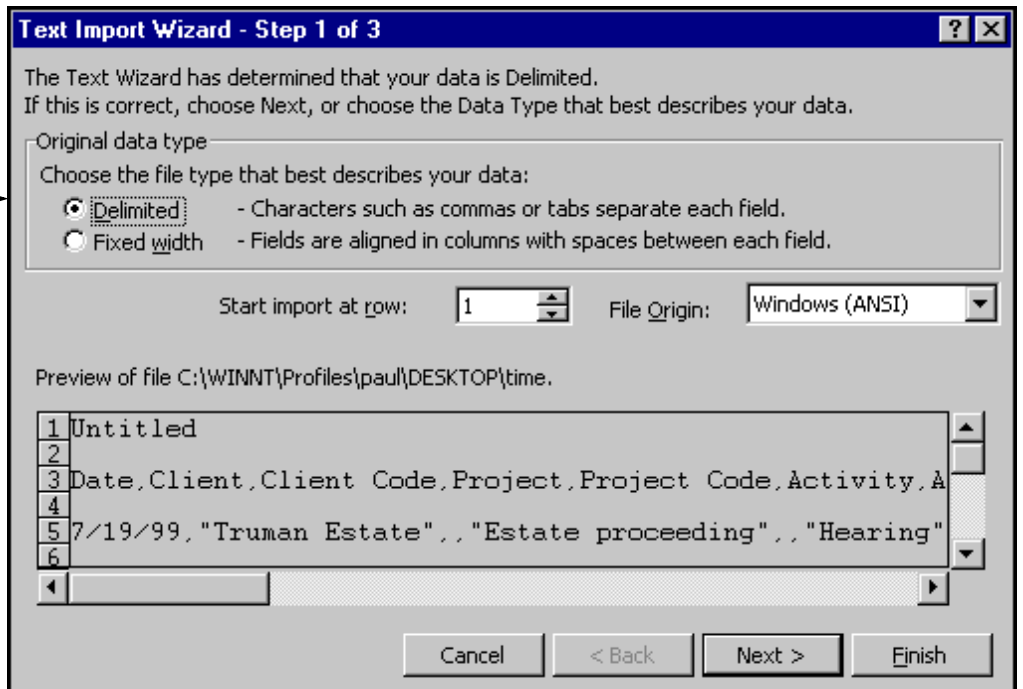 Text Import Wizard - Step 1 of 3
The Text Wizard has determined that your data is Delimited.
If this is correct, choose Next, or choose the Data Type that best describes your data.
Original data type
Choose the file type that best describes your data:
Delimited - Characters such as commas or tabs separate each field.
Fixed width - Fields are aligned in columns with spaces between each field.
Start import at row: 1 File Origin: Windows (ANSI)
Preview of file C:\WINNT\Profiles\paul\DESKTOP\time.
1 Untitled
2
3 Date,Client,Client Code,Project,Project Code,Activity,A
4
5 7/19/99,"Truman Estate",,"Estate proceeding",,"Hearing"
6
Cancel < Back Next > Finish